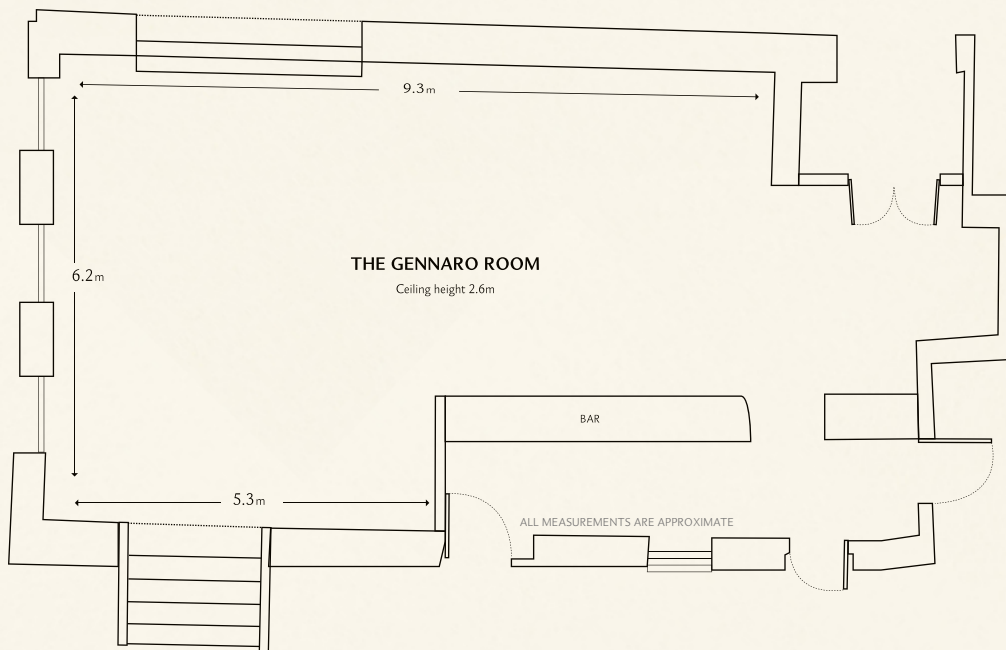 9.3m
6.2m
THE GENNARO ROOM
Ceiling height 2.6m
BAR
5.3m
ALL MEASUREMENTS ARE APPROXIMATE